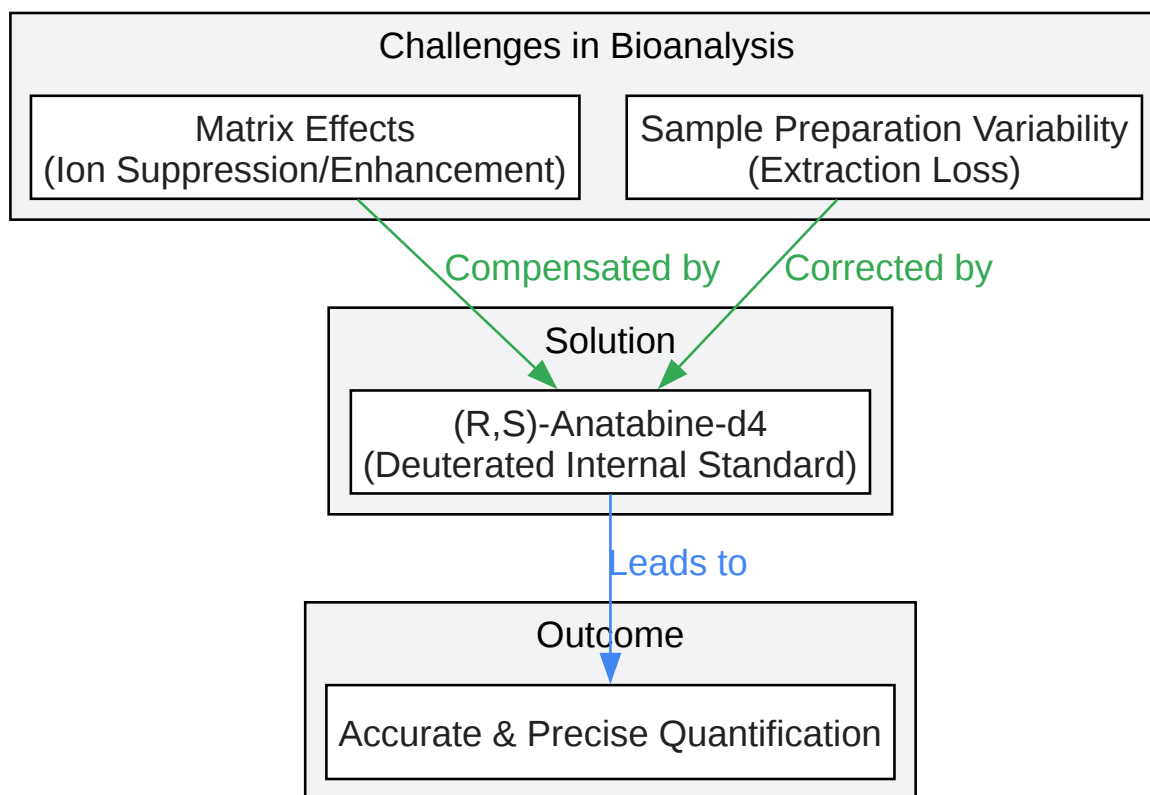 Challenges in Bioanalysis
Matrix Effects
(Ion Suppression/Enhancement)
Sample Preparation Variability
(Extraction Loss)
Compensated by
Corrected by
Solution
(R,S)-Anatabine-d4
(Deuterated Internal Standard)
Leads to
Outcome
Accurate & Precise Quantification